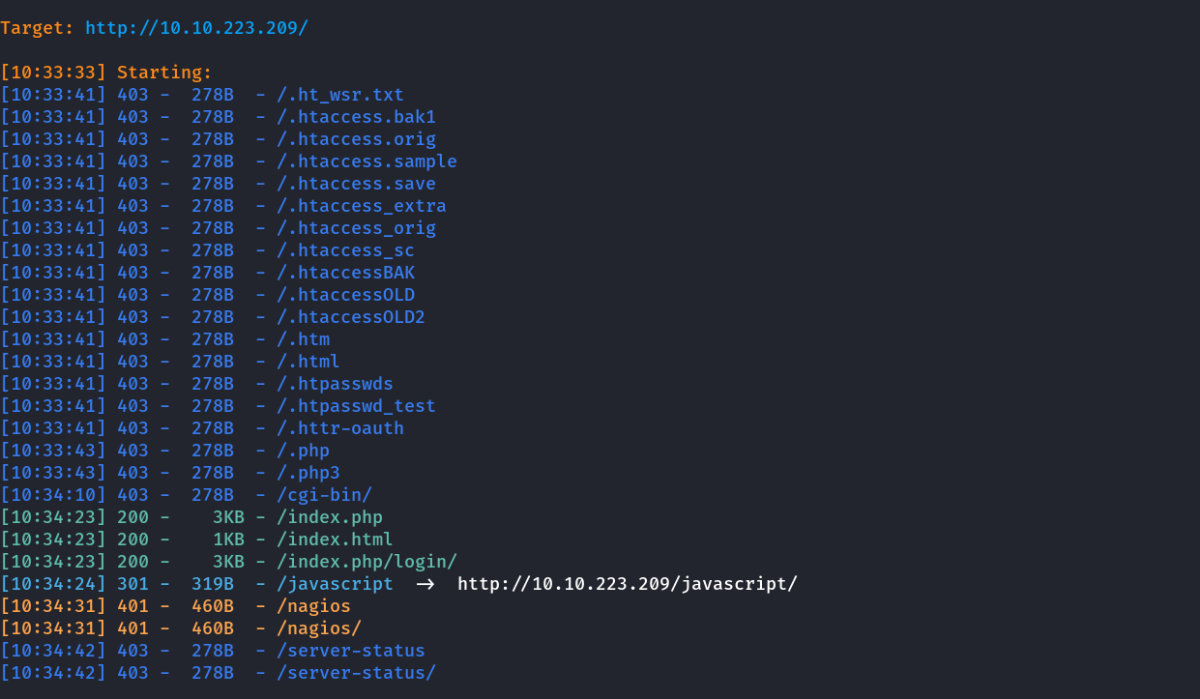 Target: http://10.10.223.209/
[10:33:33] Starting:
[10:33:41] 403 -  278B  - /.ht_wsr.txt
[10:33:41] 403 -  278B  - /.htaccess.bak1
[10:33:41] 403 -  278B  - /.htaccess.orig
[10:33:41] 403 -  278B  - /.htaccess.sample
[10:33:41] 403 -  278B  - /.htaccess.save
[10:33:41] 403 -  278B  - /.htaccess_extra
[10:33:41] 403 -  278B  - /.htaccess_orig
[10:33:41] 403 -  278B  - /.htaccess_sc
[10:33:41] 403 -  278B  - /.htaccessBAK
[10:33:41] 403 -  278B  - /.htaccessOLD
[10:33:41] 403 -  278B  - /.htaccessOLD2
[10:33:41] 403 -  278B  - /.htm
[10:33:41] 403 -  278B  - /.html
[10:33:41] 403 -  278B  - /.htpasswds
[10:33:41] 403 -  278B  - /.htpasswd_test
[10:33:41] 403 -  278B  - /.httr-oauth
[10:33:43] 403 -  278B  - /.php
[10:33:43] 403 -  278B  - /.php3
[10:34:10] 403 -  278B  - /cgi-bin/
[10:34:23] 200 -    3KB - /index.php
[10:34:23] 200 -    1KB - /index.html
[10:34:23] 200 -    3KB - /index.php/login/
[10:34:24] 301 -  319B  - /javascript  →  http://10.10.223.209/javascript/
[10:34:31] 401 -  460B  - /nagios
[10:34:31] 401 -  460B  - /nagios/
[10:34:42] 403 -  278B  - /server-status
[10:34:42] 403 -  278B  - /server-status/